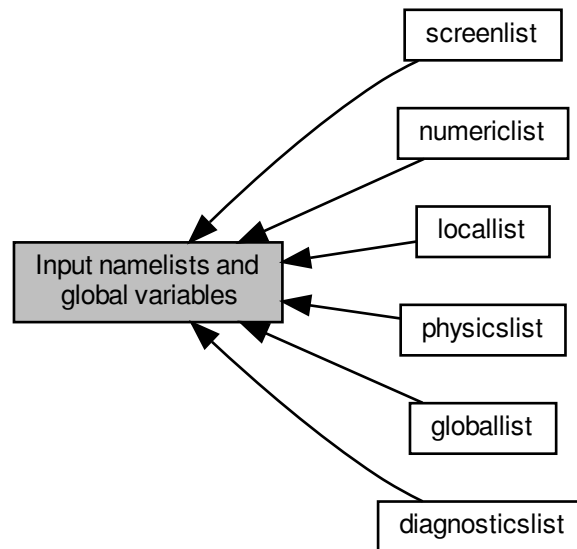 screenlist
numericlist
locallist
Input namelists and
global variables
physicslist
globallist
diagnosticslist